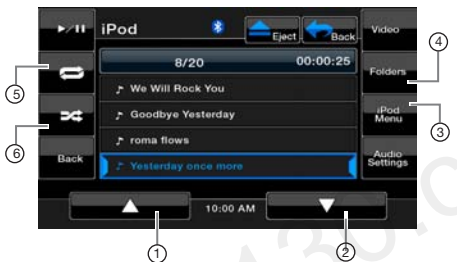 iPod
Eject
Back
Video
8/20
00:00:25
Folders
We Will Rock You
Goodbye Yesterday
iPod
Menu
roma flows
Back
Yesterday once more
Audio
Settings
10:00 AM
5
6
4
3
1
2